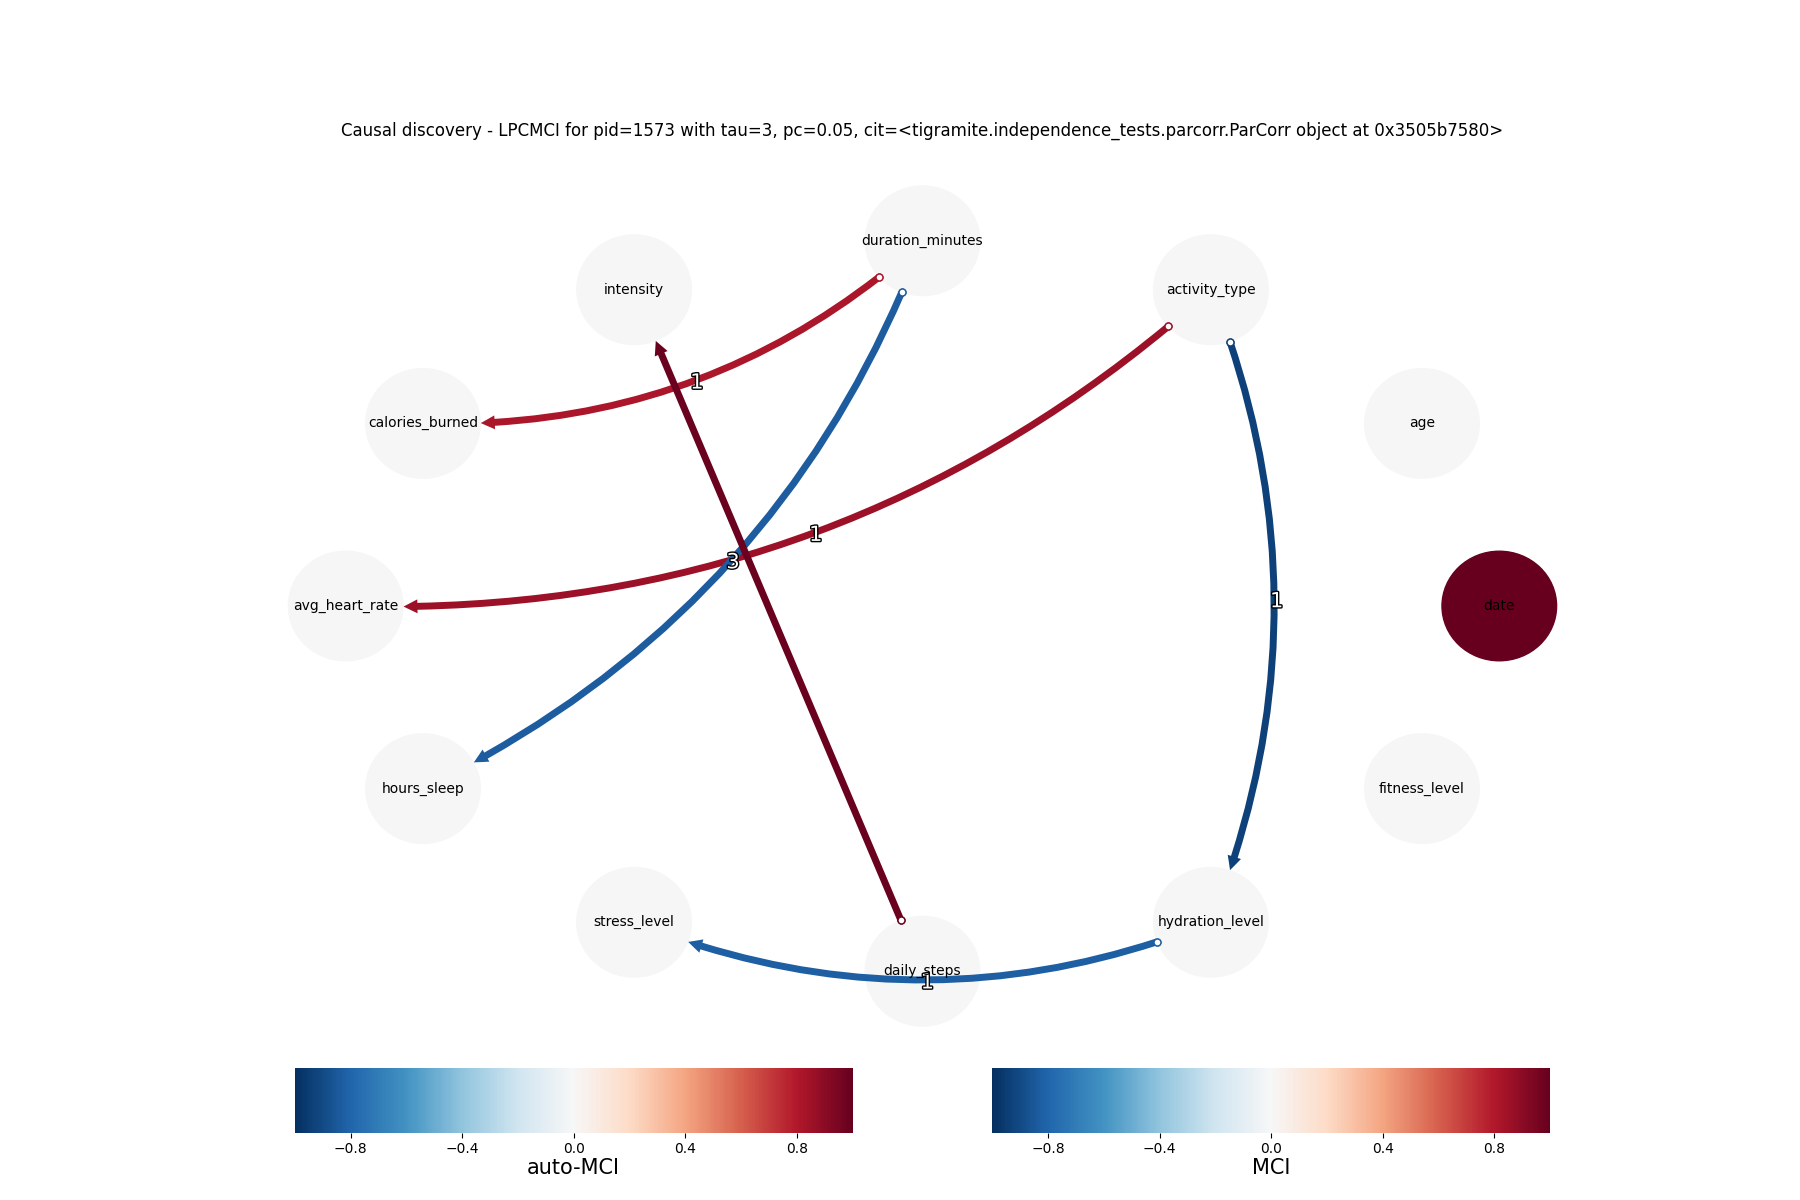 Causal discovery - LPCMCI for pid=1573 with tau=3, pc=0.05, cit=<tigramite.independence_tests.parcorr.ParCorr object at 0x3505b7580>
duration_minutes
intensity
activity_type
1
calories_burned
age
1
3
1
avg_heart_rate
date
hours_sleep
fitness_level
stress_level
hydration_level
daily_steps
1
−0.8 −0.4 0.0 0.4 0.8
auto-MCI
−0.8 −0.4 0.0 0.4 0.8
MCI